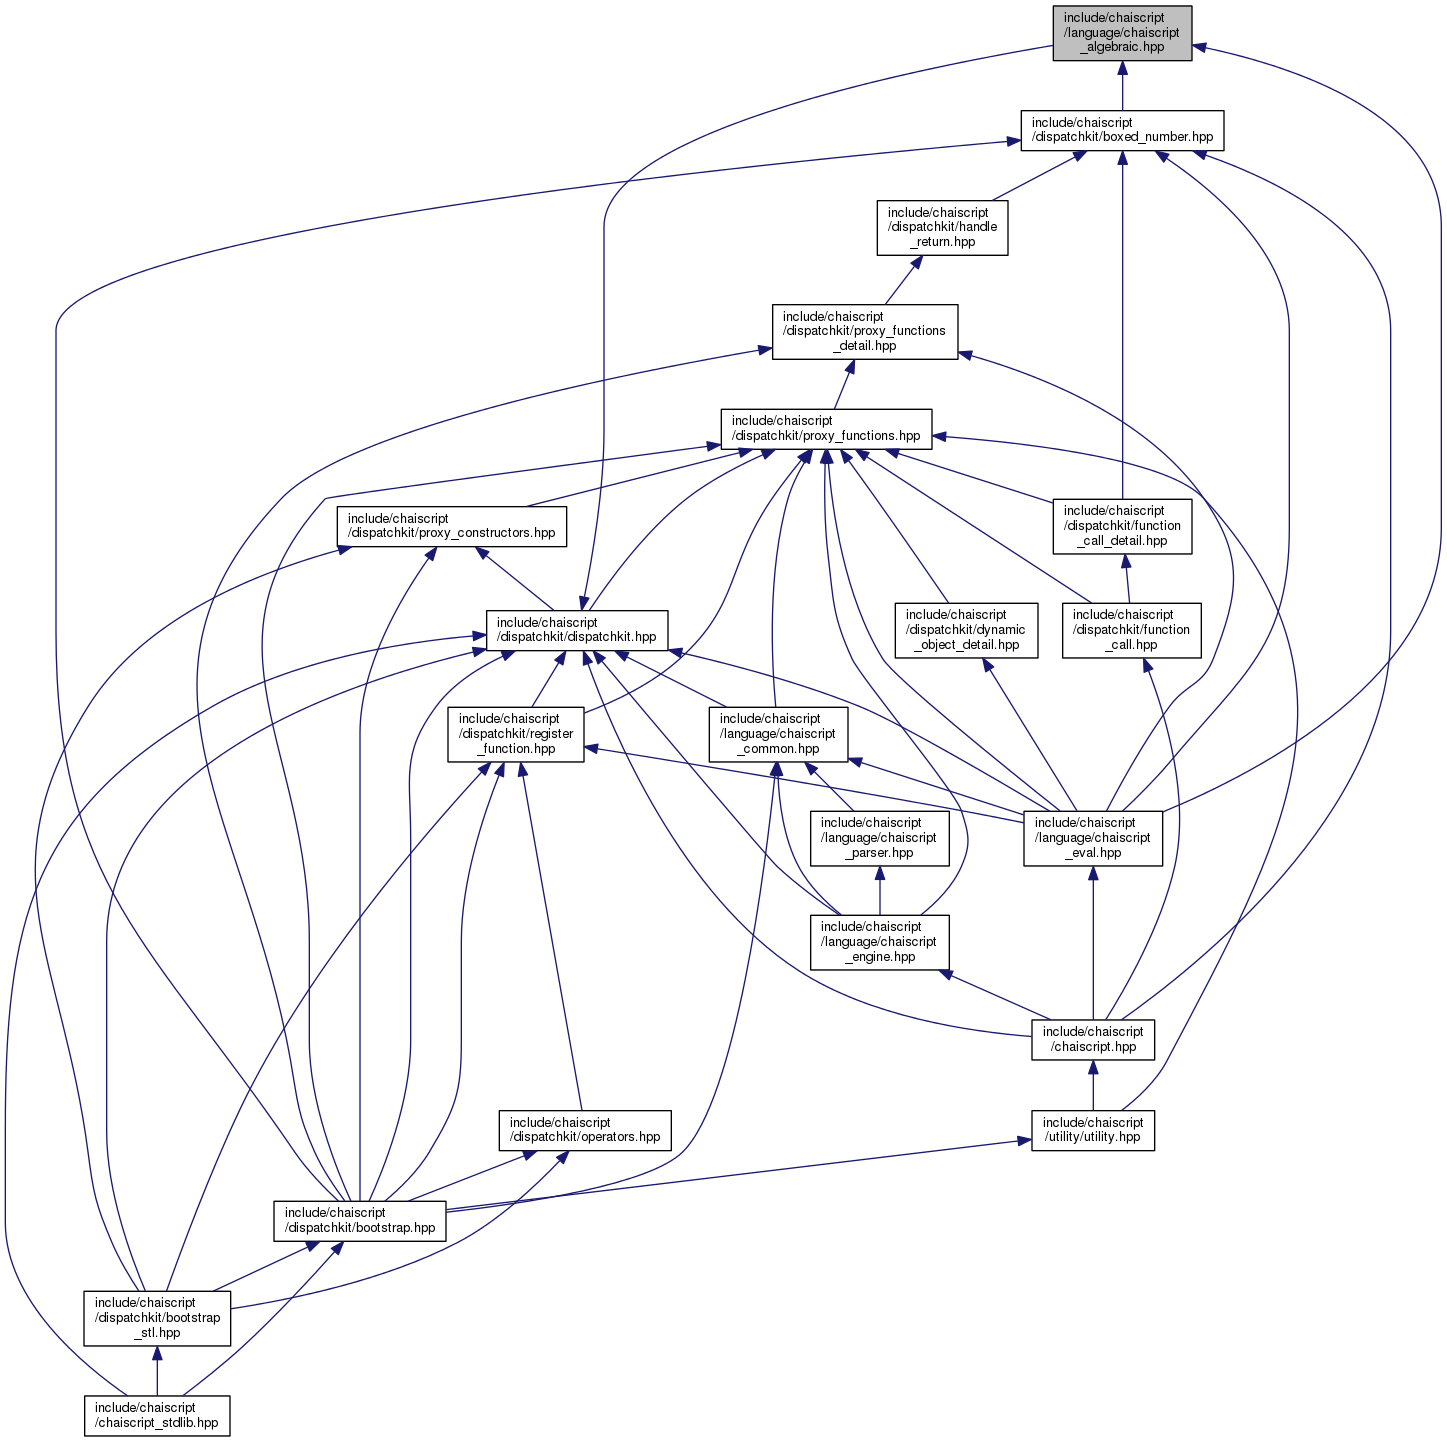 include/chaiscript
/language/chaiscript
_algebraic.hpp
include/chaiscript
/dispatchkit/boxed_number.hpp
include/chaiscript
/dispatchkit/handle
_return.hpp
include/chaiscript
/dispatchkit/proxy_functions
_detail.hpp
include/chaiscript
/dispatchkit/proxy_functions.hpp
include/chaiscript
/dispatchkit/proxy_constructors.hpp
include/chaiscript
/dispatchkit/function
_call_detail.hpp
include/chaiscript
/dispatchkit/dispatchkit.hpp
include/chaiscript
/dispatchkit/dynamic
_object_detail.hpp
include/chaiscript
/dispatchkit/function
_call.hpp
include/chaiscript
/dispatchkit/register
_function.hpp
include/chaiscript
/language/chaiscript
_common.hpp
include/chaiscript
/language/chaiscript
_parser.hpp
include/chaiscript
/language/chaiscript
_eval.hpp
include/chaiscript
/language/chaiscript
_engine.hpp
include/chaiscript
/chaiscript.hpp
include/chaiscript
/dispatchkit/operators.hpp
include/chaiscript
/utility/utility.hpp
include/chaiscript
/dispatchkit/bootstrap.hpp
include/chaiscript
/dispatchkit/bootstrap
_stl.hpp
include/chaiscript
/chaiscript_stdlib.hpp